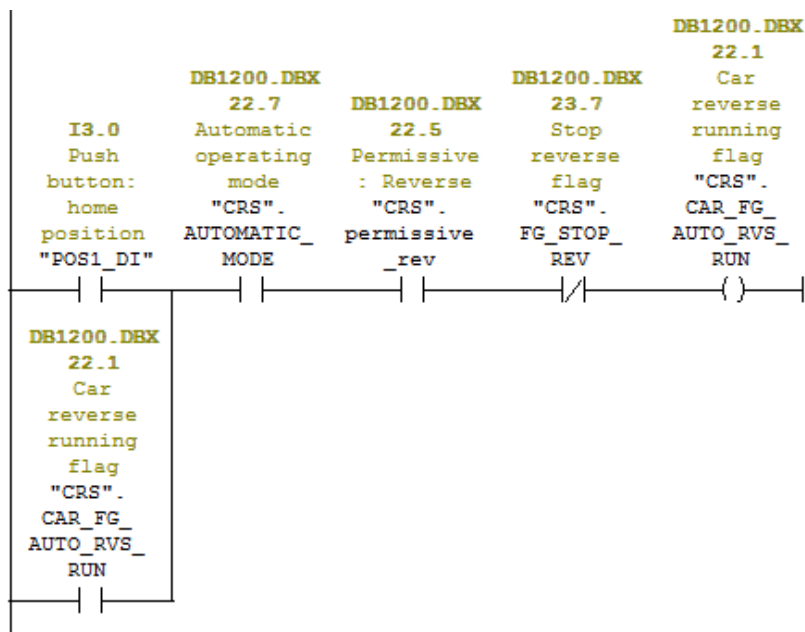 I3.0
Push
button:
home
position
"POS1_DI"
DB1200.DBX
22.7
Automatic
operating
mode
"CRS".
AUTOMATIC_
MODE
DB1200.DBX
22.5
Permissive
: Reverse
"CRS".
permissive
_rev
DB1200.DBX
23.7
Stop
reverse
flag
"CRS".
FG_STOP_
REV
DB1200.DBX
22.1
Car
reverse
running
flag
"CRS".
CAR_FG_
AUTO_RVS_
RUN
DB1200.DBX
22.1
Car
reverse
running
flag
"CRS".
CAR_FG_
AUTO_RVS_
RUN